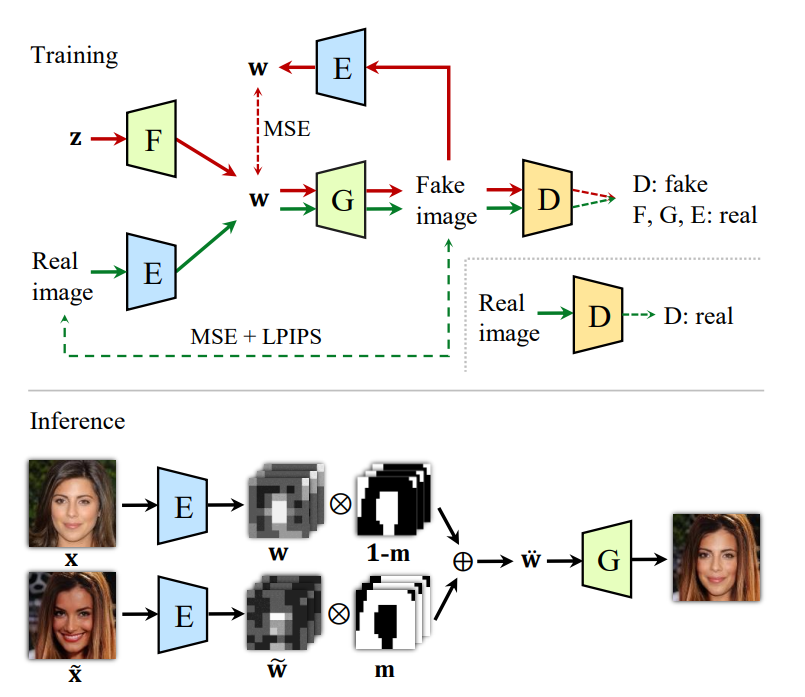 Training
w
E
MSE
z
F
w
G
Fake
image
D
D: fake
F, G, E: real
Real
image
E
MSE + LPIPS
Real
image
D
D: real
Inference
x
E
w
⊗
1-m
⊕
ẅ
G
x̃
E
w̃
⊗
m